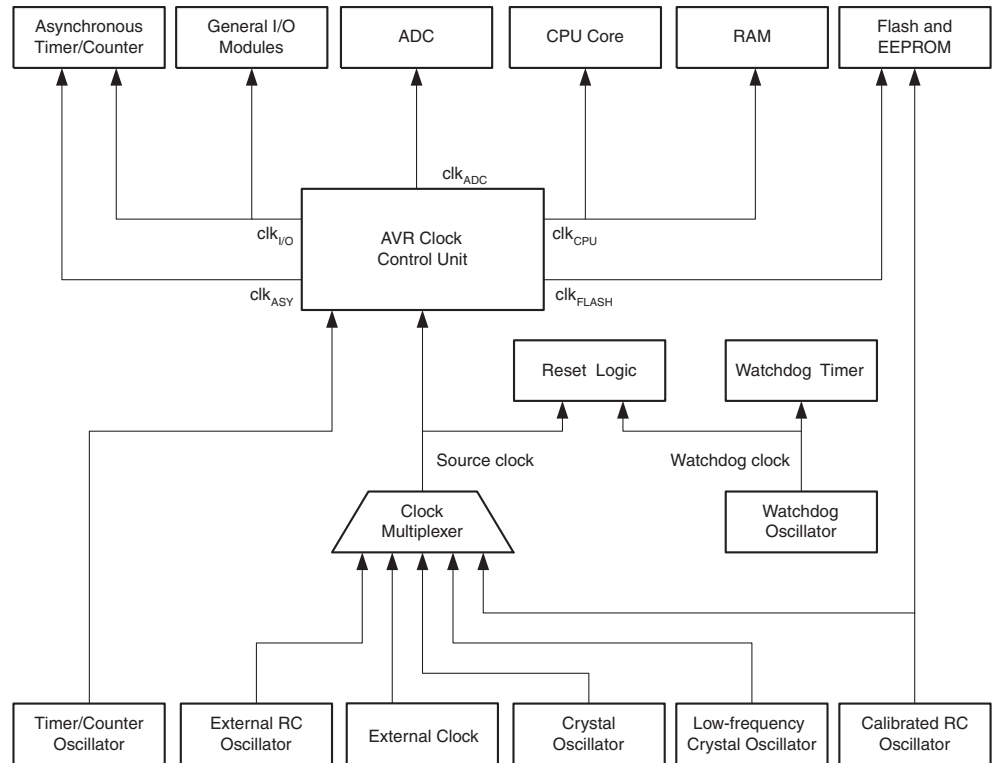 Asynchronous
Timer/Counter
General I/O
Modules
ADC
CPU Core
RAM
Flash and
EEPROM
clkADC
clkI/O
AVR Clock
Control Unit
clkCPU
clkASY
clkFLASH
Reset Logic
Watchdog Timer
Source clock
Watchdog clock
Clock
Multiplexer
Watchdog
Oscillator
Timer/Counter
Oscillator
External RC
Oscillator
External Clock
Crystal
Oscillator
Low-frequency
Crystal Oscillator
Calibrated RC
Oscillator